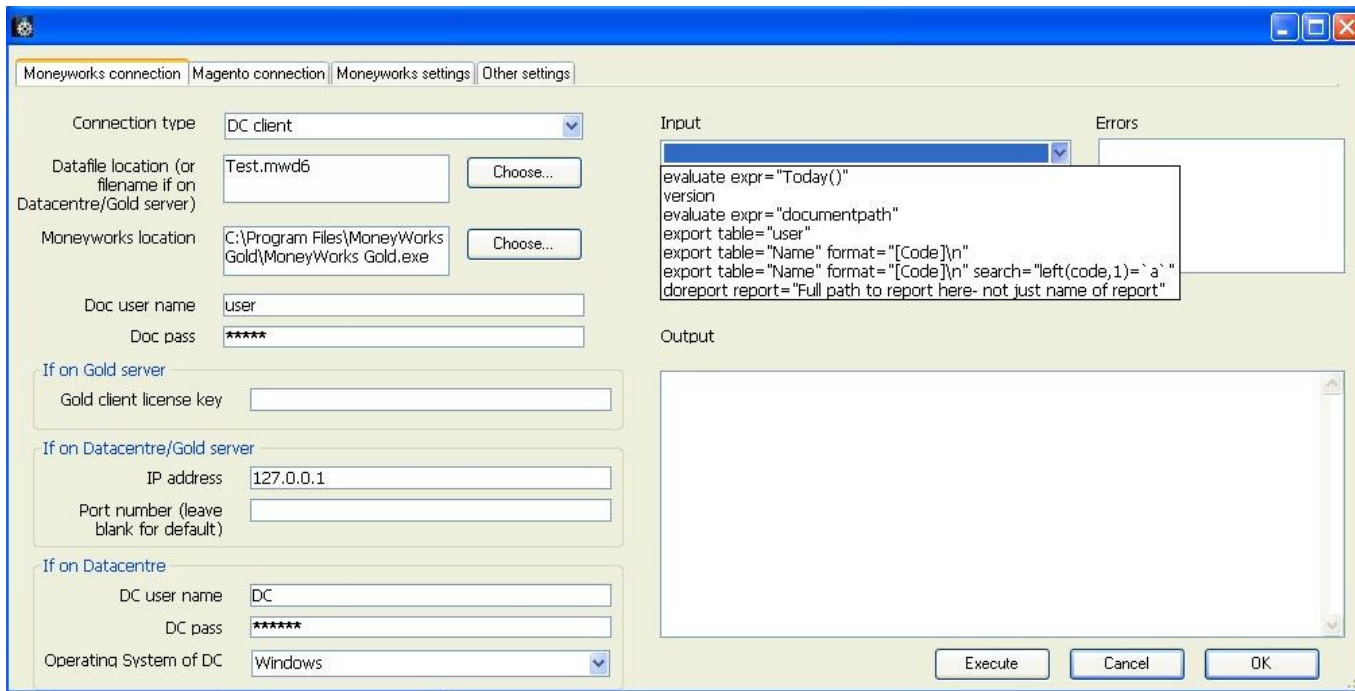 Moneyworks connection
Magento connection
Moneyworks settings
Other settings
Connection type
DC client
Datafile location (or
filename if on
Datacentre/Gold server)
Test.mwd6
Choose...
Moneyworks location
C:\Program Files\MoneyWorks
Gold\MoneyWorks Gold.exe
Choose...
Doc user name
user
Doc pass
*****
If on Gold server
Gold client license key
If on Datacentre/Gold server
IP address
127.0.0.1
Port number (leave
blank for default)
If on Datacentre
DC user name
DC
DC pass
******
Operating System of DC
Windows
Input
Errors
evaluate expr="Today()"
version
evaluate expr="documentpath"
export table="user"
export table="Name" format="[Code]\n"
export table="Name" format="[Code]\n" search="left(code,1)=`a`"
doreport report="Full path to report here- not just name of report"
Output
Execute
Cancel
OK